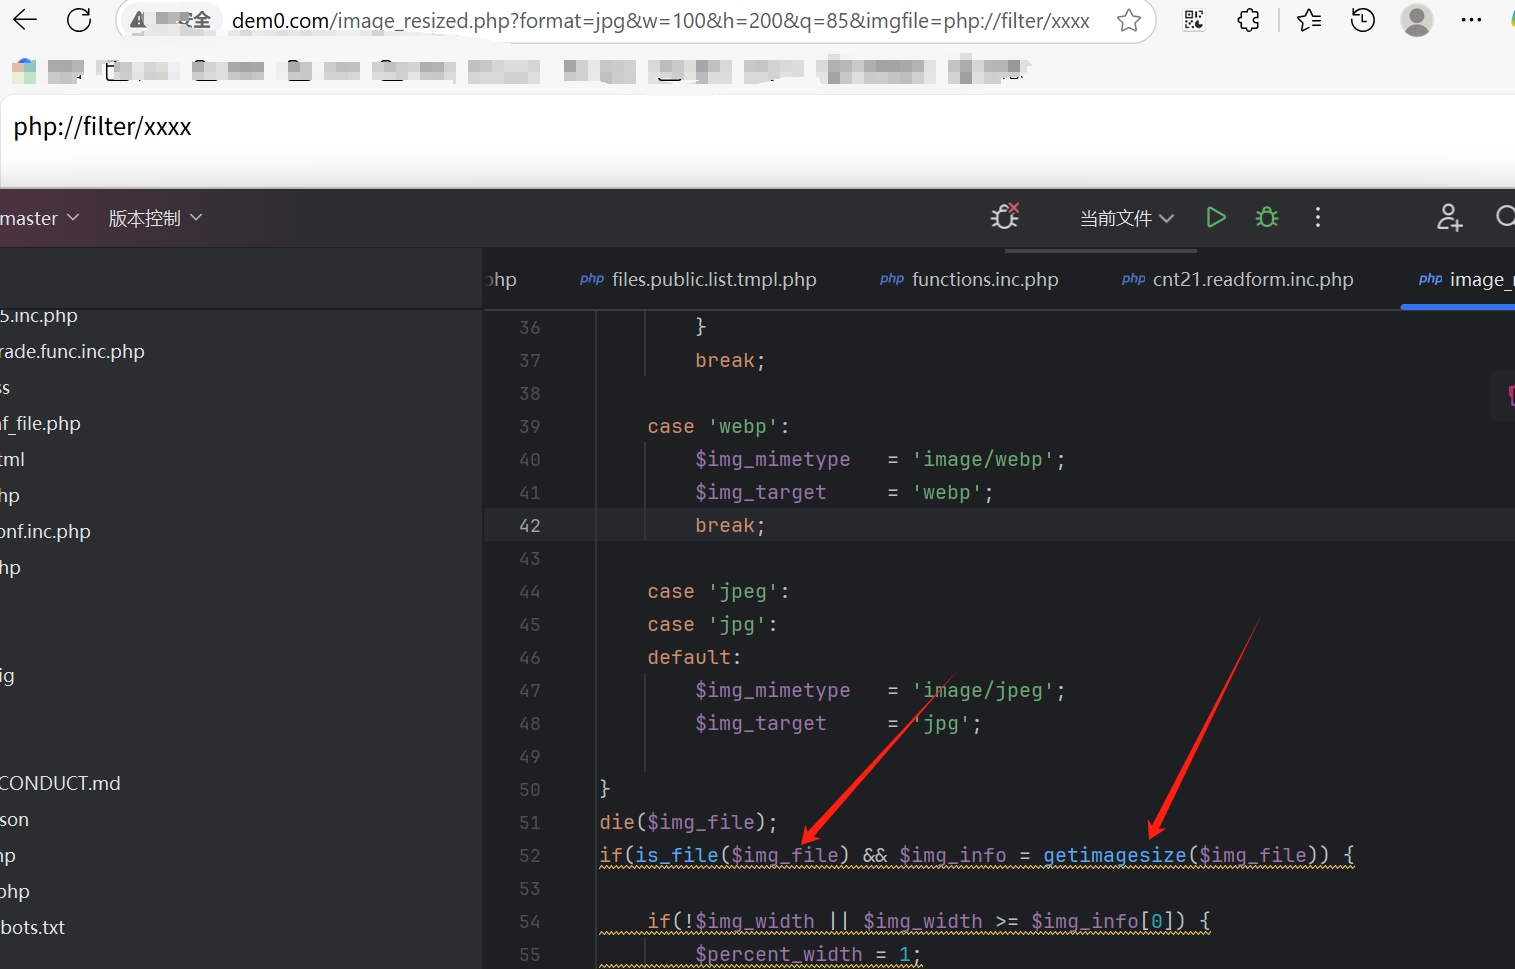 安全 dem0.com/image_resized.php?format=jpg&w=100&h=200&q=85&imgfile=php://filter/xxxx
php://filter/xxxx
master 版本控制 当前文件
hp php files.public.list.tmpl.php php functions.inc.php php cnt21.readform.inc.php php image_
5.inc.php
rade.func.inc.php
ss
f_file.php
tml
hp
onf.inc.php
hp
ig
CONDUCT.md
son
hp
php
bots.txt
36 }
37 break;
38
39 case 'webp':
40 $img_mimetype = 'image/webp';
41 $img_target = 'webp';
42 break;
43
44 case 'jpeg':
45 case 'jpg':
46 default:
47 $img_mimetype = 'image/jpeg';
48 $img_target = 'jpg';
49
50 }
51 die($img_file);
52 if(is_file($img_file) && $img_info = getimagesize($img_file)) {
53
54 if(!$img_width || $img_width >= $img_info[0]) {
55 $percent_width = 1;